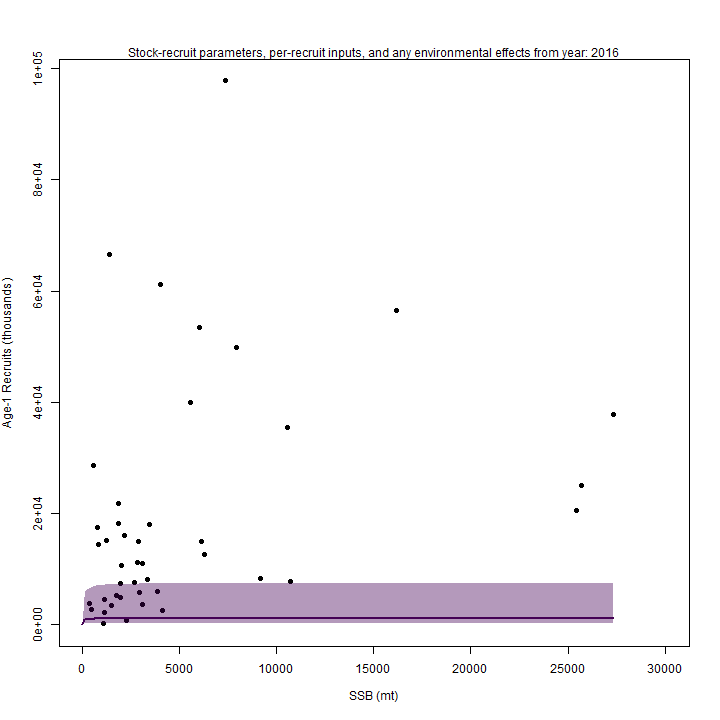 Stock-recruit parameters, per-recruit inputs, and any environmental effects from year: 2016
1e+05
8e+04
6e+04
4e+04
2e+04
0e+00
Age-1 Recruits (thousands)
0 5000 10000 15000 20000 25000 30000
SSB (mt)